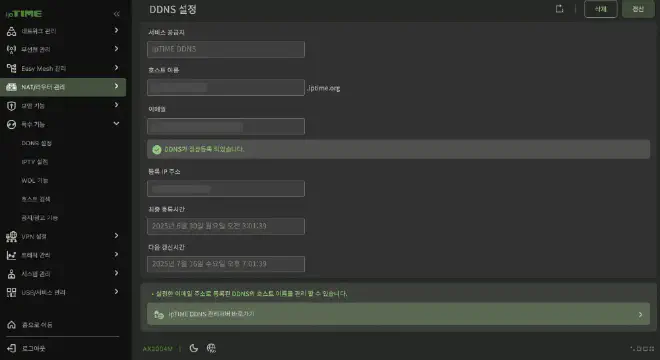 ipTIME
DDNS 설정
삭제
갱신
네트워크 관리
무선랜 관리
Easy Mesh 관리
NAT/라우터 관리
보안 기능
특수 기능
DDNS 설정
IPTV 설정
WOL 기능
호스트 검색
공지/광고 기능
VPN 설정
트래픽 관리
시스템 관리
USB/서비스 관리
홈으로 이동
로그아웃
서비스 공급자
ipTIME DDNS
호스트 이름
.iptime.org
이메일
DDNS가 정상등록 되었습니다.
등록 IP 주소
최종 등록시간
2025년 6월 30일 월요일 오전 3:01:39
다음 갱신시간
2025년 7월 16일 수요일 오후 7:01:39
• 설정한 이메일 주소로 등록된 DDNS의 호스트 이름을 관리 할 수 있습니다.
ipTIME DDNS 관리서버 바로가기
AX3004M